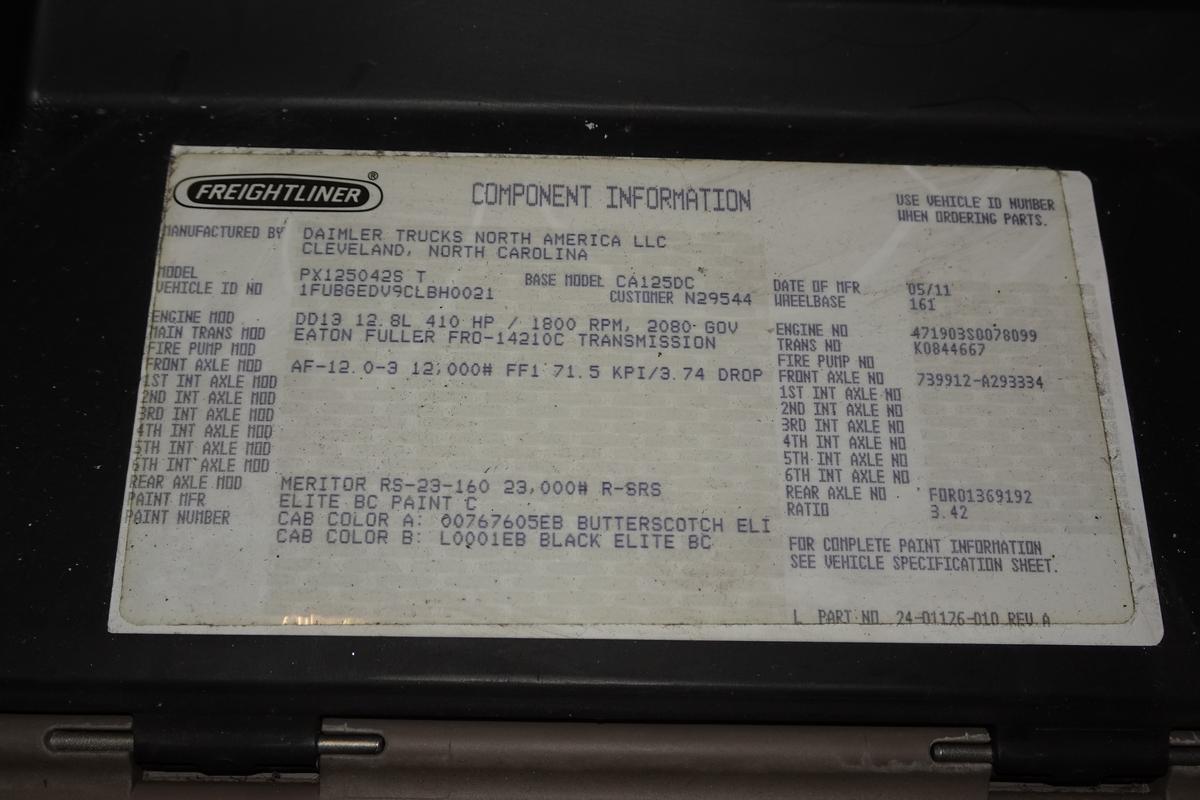 FREIGHTLINER®
COMPONENT INFORMATION
USE VEHICLE ID NUMBER
WHEN ORDERING PARTS.
MANUFACTURED BY DAIMLER TRUCKS NORTH AMERICA LLC
CLEVELAND, NORTH CAROLINA
MODEL PX125042S T BASE MODEL CA125DC DATE OF MFR 05/11
VEHICLE ID NO 1FUBGEDV9CLBH0021 CUSTOMER N29544 WHEELBASE 161
ENGINE MOD DD13 12.8L 410 HP / 1800 RPM, 2080 GOV ENGINE NO 471903S0078099
MAIN TRANS MOD EATON FULLER FRO-14210C TRANSMISSION TRANS NO K0844667
FIRE PUMP MOD FIRE PUMP NO
FRONT AXLE MOD AF-12.0-3 12,000# FF1 71.5 KPI/3.74 DROP FRONT AXLE NO 739912-A293334
1ST INT AXLE MOD 1ST INT AXLE NO
2ND INT AXLE MOD 2ND INT AXLE NO
3RD INT AXLE MOD 3RD INT AXLE NO
4TH INT AXLE MOD 4TH INT AXLE NO
5TH INT AXLE MOD 5TH INT AXLE NO
6TH INT AXLE MOD 6TH INT AXLE NO
REAR AXLE MOD MERITOR RS-23-160 23,000# R-SRS REAR AXLE NO FOR01369192
PAINT MFR ELITE BC PAINT C RATIO 3.42
PAINT NUMBER CAB COLOR A: 00767605EB BUTTERSCOTCH ELI
CAB COLOR B: L0001EB BLACK ELITE BC
FOR COMPLETE PAINT INFORMATION
SEE VEHICLE SPECIFICATION SHEET.
L PART NO. 24-01176-010 REV A